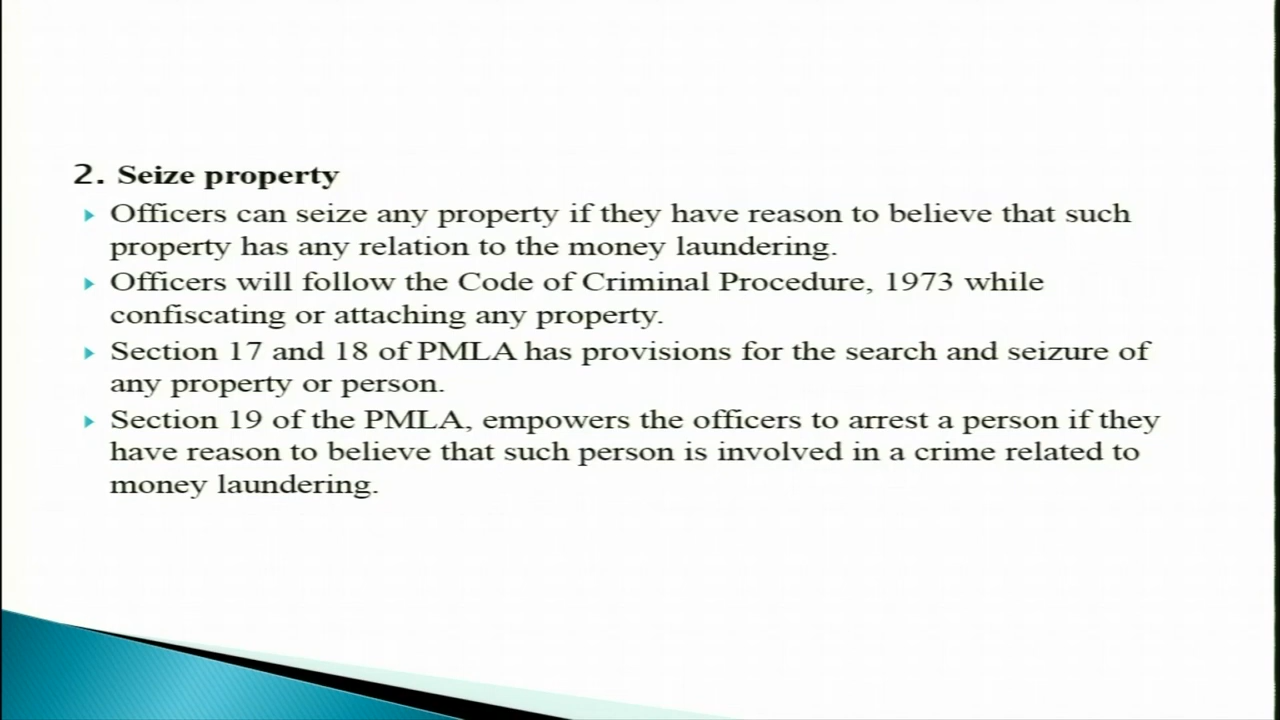 2. Seize property
Officers can seize any property if they have reason to believe that such
property has any relation to the money laundering.
Officers will follow the Code of Criminal Procedure, 1973 while
confiscating or attaching any property.
Section 17 and 18 of PMLA has provisions for the search and seizure of
any property or person.
Section 19 of the PMLA, empowers the officers to arrest a person if they
have reason to believe that such person is involved in a crime related to
money laundering.